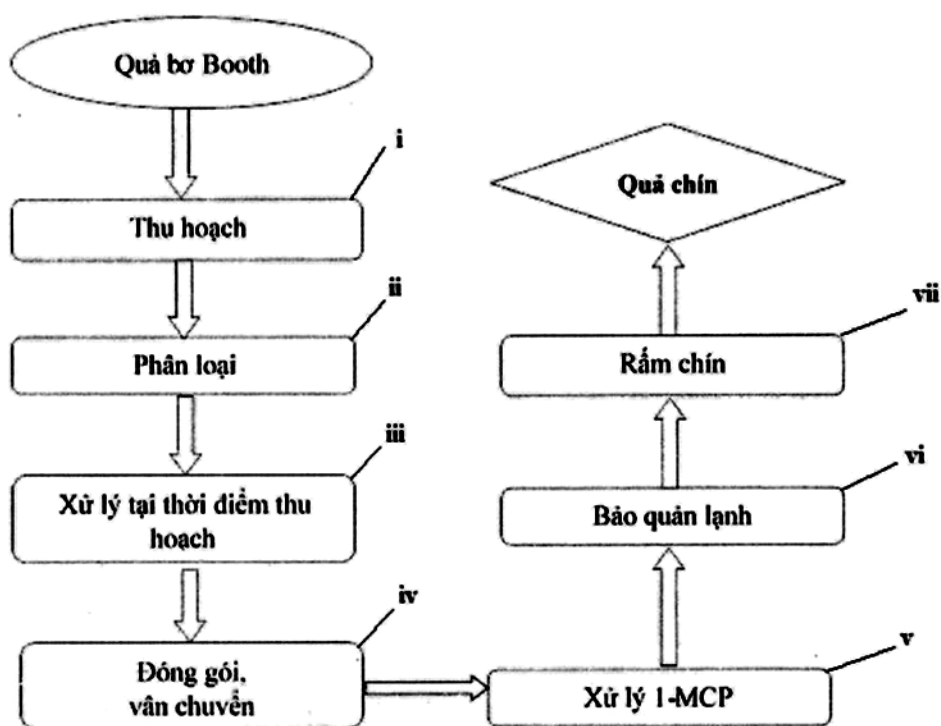 Quả bơ Booth
i
Thu hoạch
ii
Phân loại
iii
Xử lý tại thời điểm thu
hoạch
iv
Đóng gói,
vân chuyển
v
Xử lý 1-MCP
vi
Bảo quản lạnh
vii
Rấm chín
Quả chín